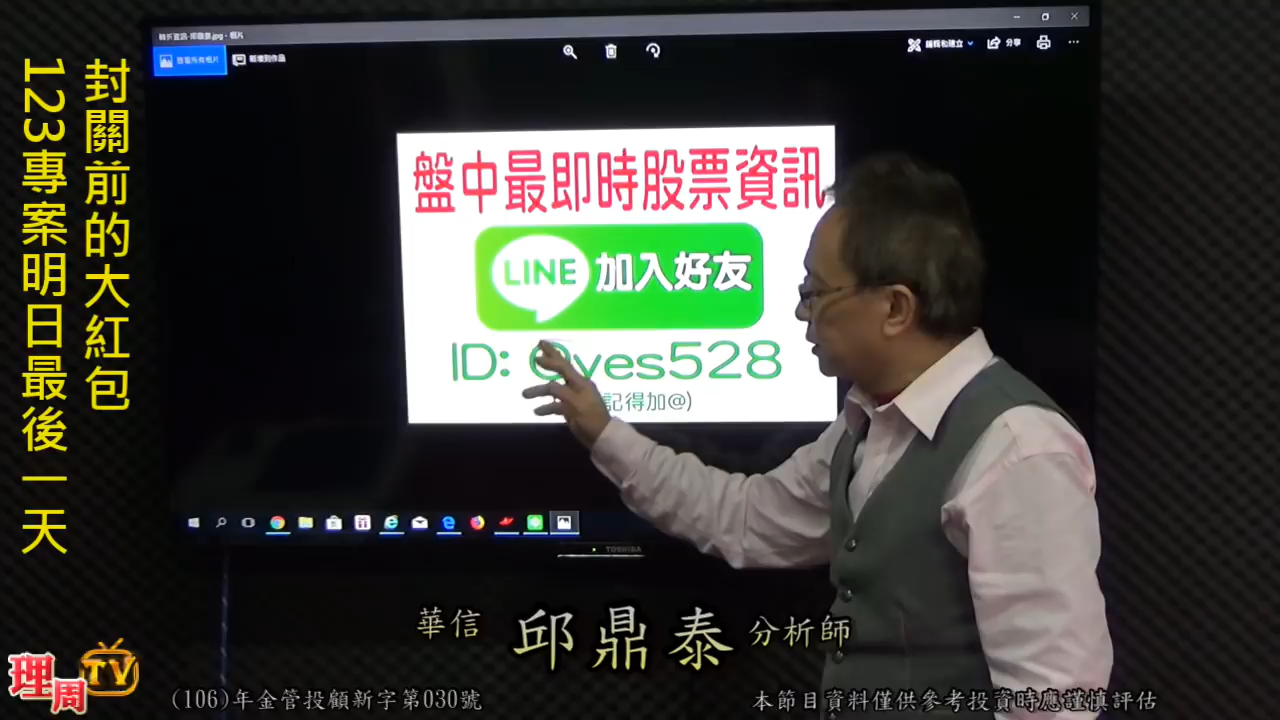 封關前的大紅包
123專案明日最後一天
盤中最即時股票資訊
LINE 加入好友
ID: @yes528
記得加@)
TOSHIBA
華信 邱鼎泰 分析師
理周TV
(106)年金管投顧新字第030號
本節目資料僅供參考投資時應謹慎評估